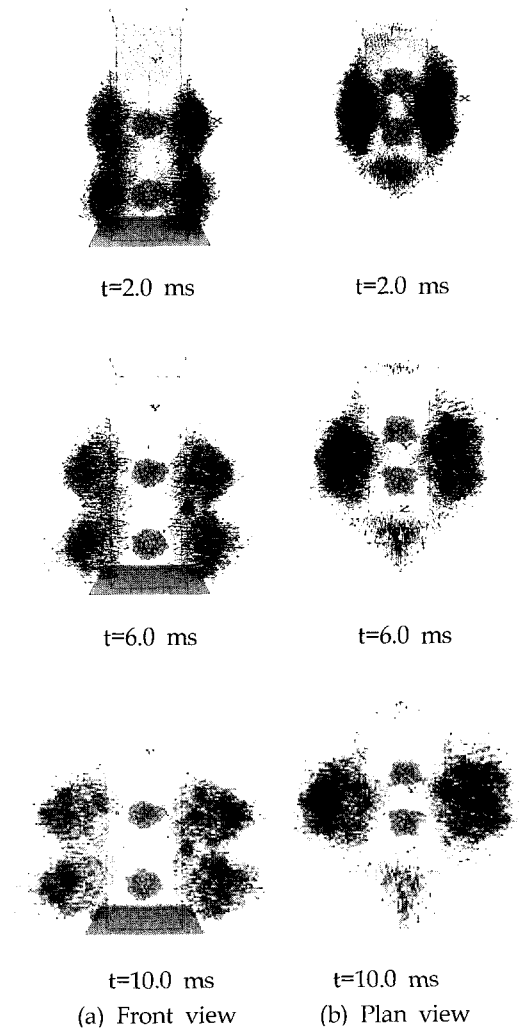 Y
X
X
t=2.0 ms
t=2.0 ms
Y
Z
t=6.0 ms
t=6.0 ms
t=10.0 ms
t=10.0 ms
(a) Front view
(b) Plan view